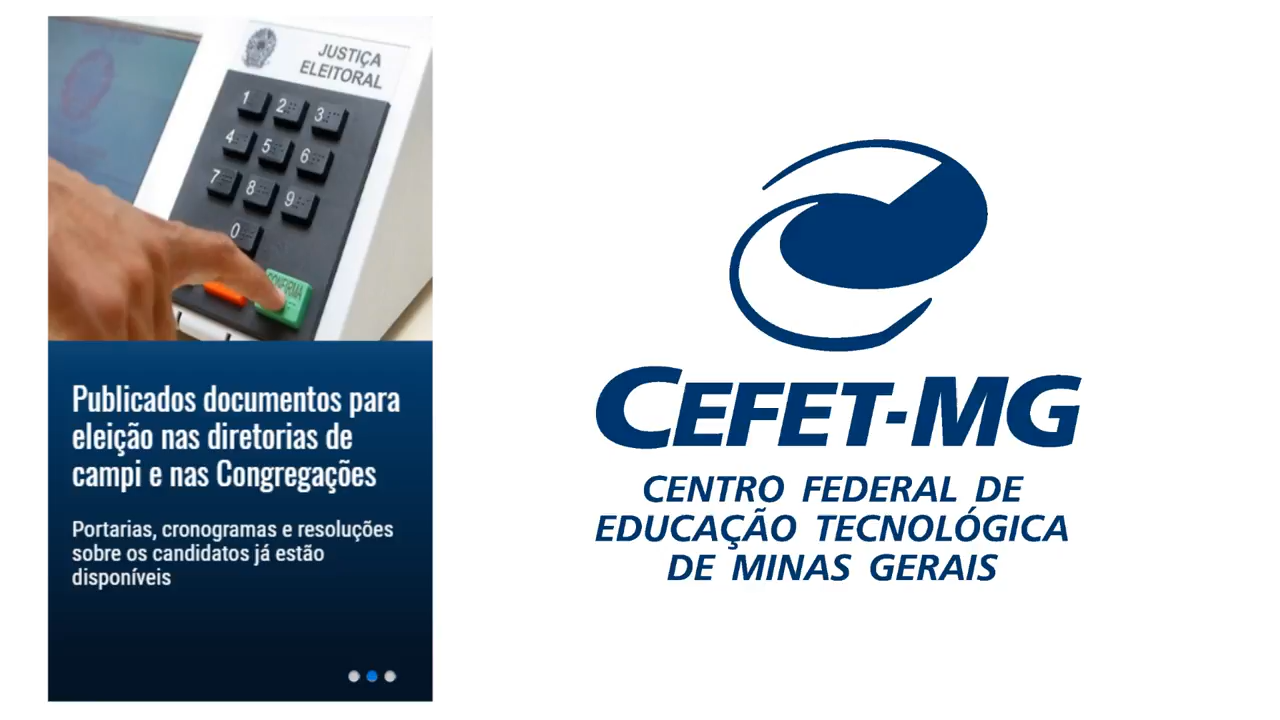 JUSTIÇA
ELEITORAL
1 2 3
4 5 6
7 8 9
0
CONFIRMA
Publicados documentos para
eleição nas diretorias de
campi e nas Congregações
Portarias, cronogramas e resoluções
sobre os candidatos já estão
disponíveis
CEFET-MG
CENTRO FEDERAL DE
EDUCAÇÃO TECNOLÓGICA
DE MINAS GERAIS